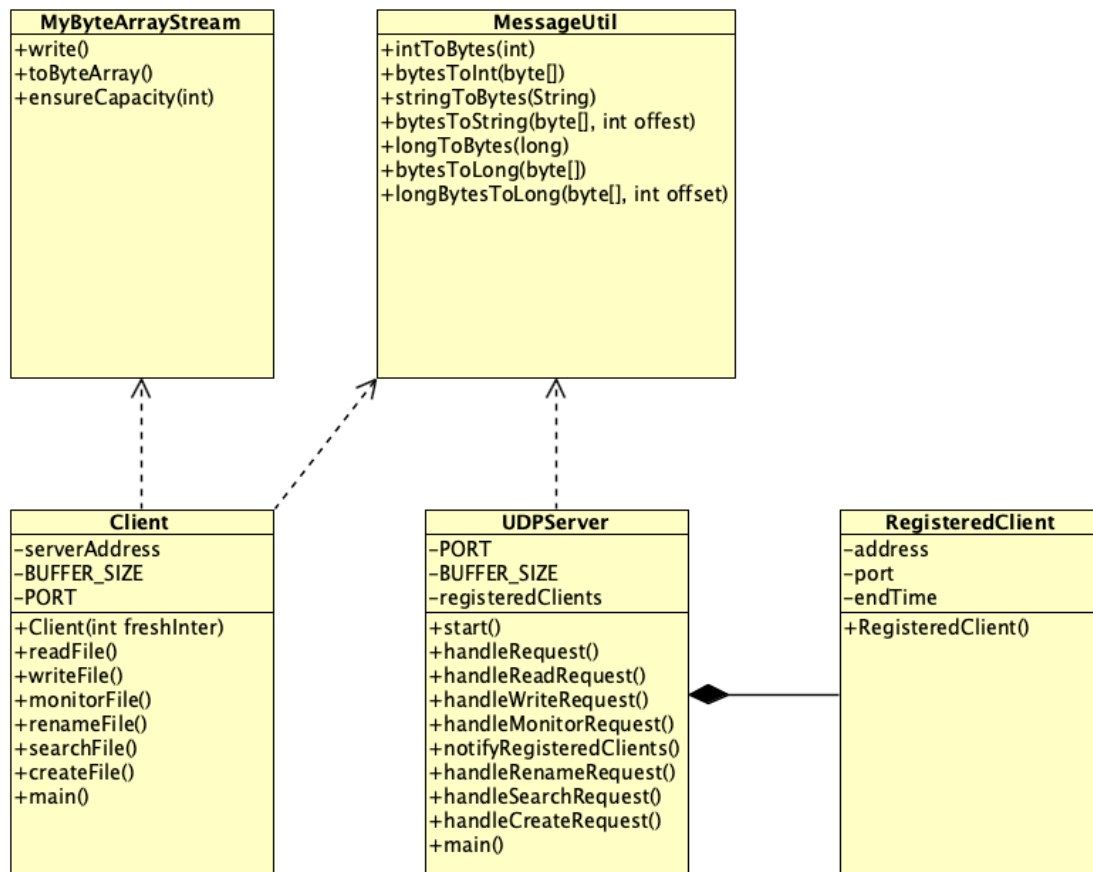 MyByteArrayStream
+write()
+toByteArray()
+ensureCapacity(int)
MessageUtil
+intToBytes(int)
+bytesToInt(byte[])
+stringToBytes(String)
+bytesToString(byte[], int offest)
+longToBytes(long)
+bytesToLong(byte[])
+longBytesToLong(byte[], int offset)
Client
-serverAddress
-BUFFER_SIZE
-PORT
+Client(int freshInter)
+readFile()
+writeFile()
+monitorFile()
+renameFile()
+searchFile()
+createFile()
+main()
UDPServer
-PORT
-BUFFER_SIZE
-registeredClients
+start()
+handleRequest()
+handleReadRequest()
+handleWriteRequest()
+handleMonitorRequest()
+notifyRegisteredClients()
+handleRenameRequest()
+handleSearchRequest()
+handleCreateRequest()
+main()
RegisteredClient
-address
-port
-endTime
+RegisteredClient()